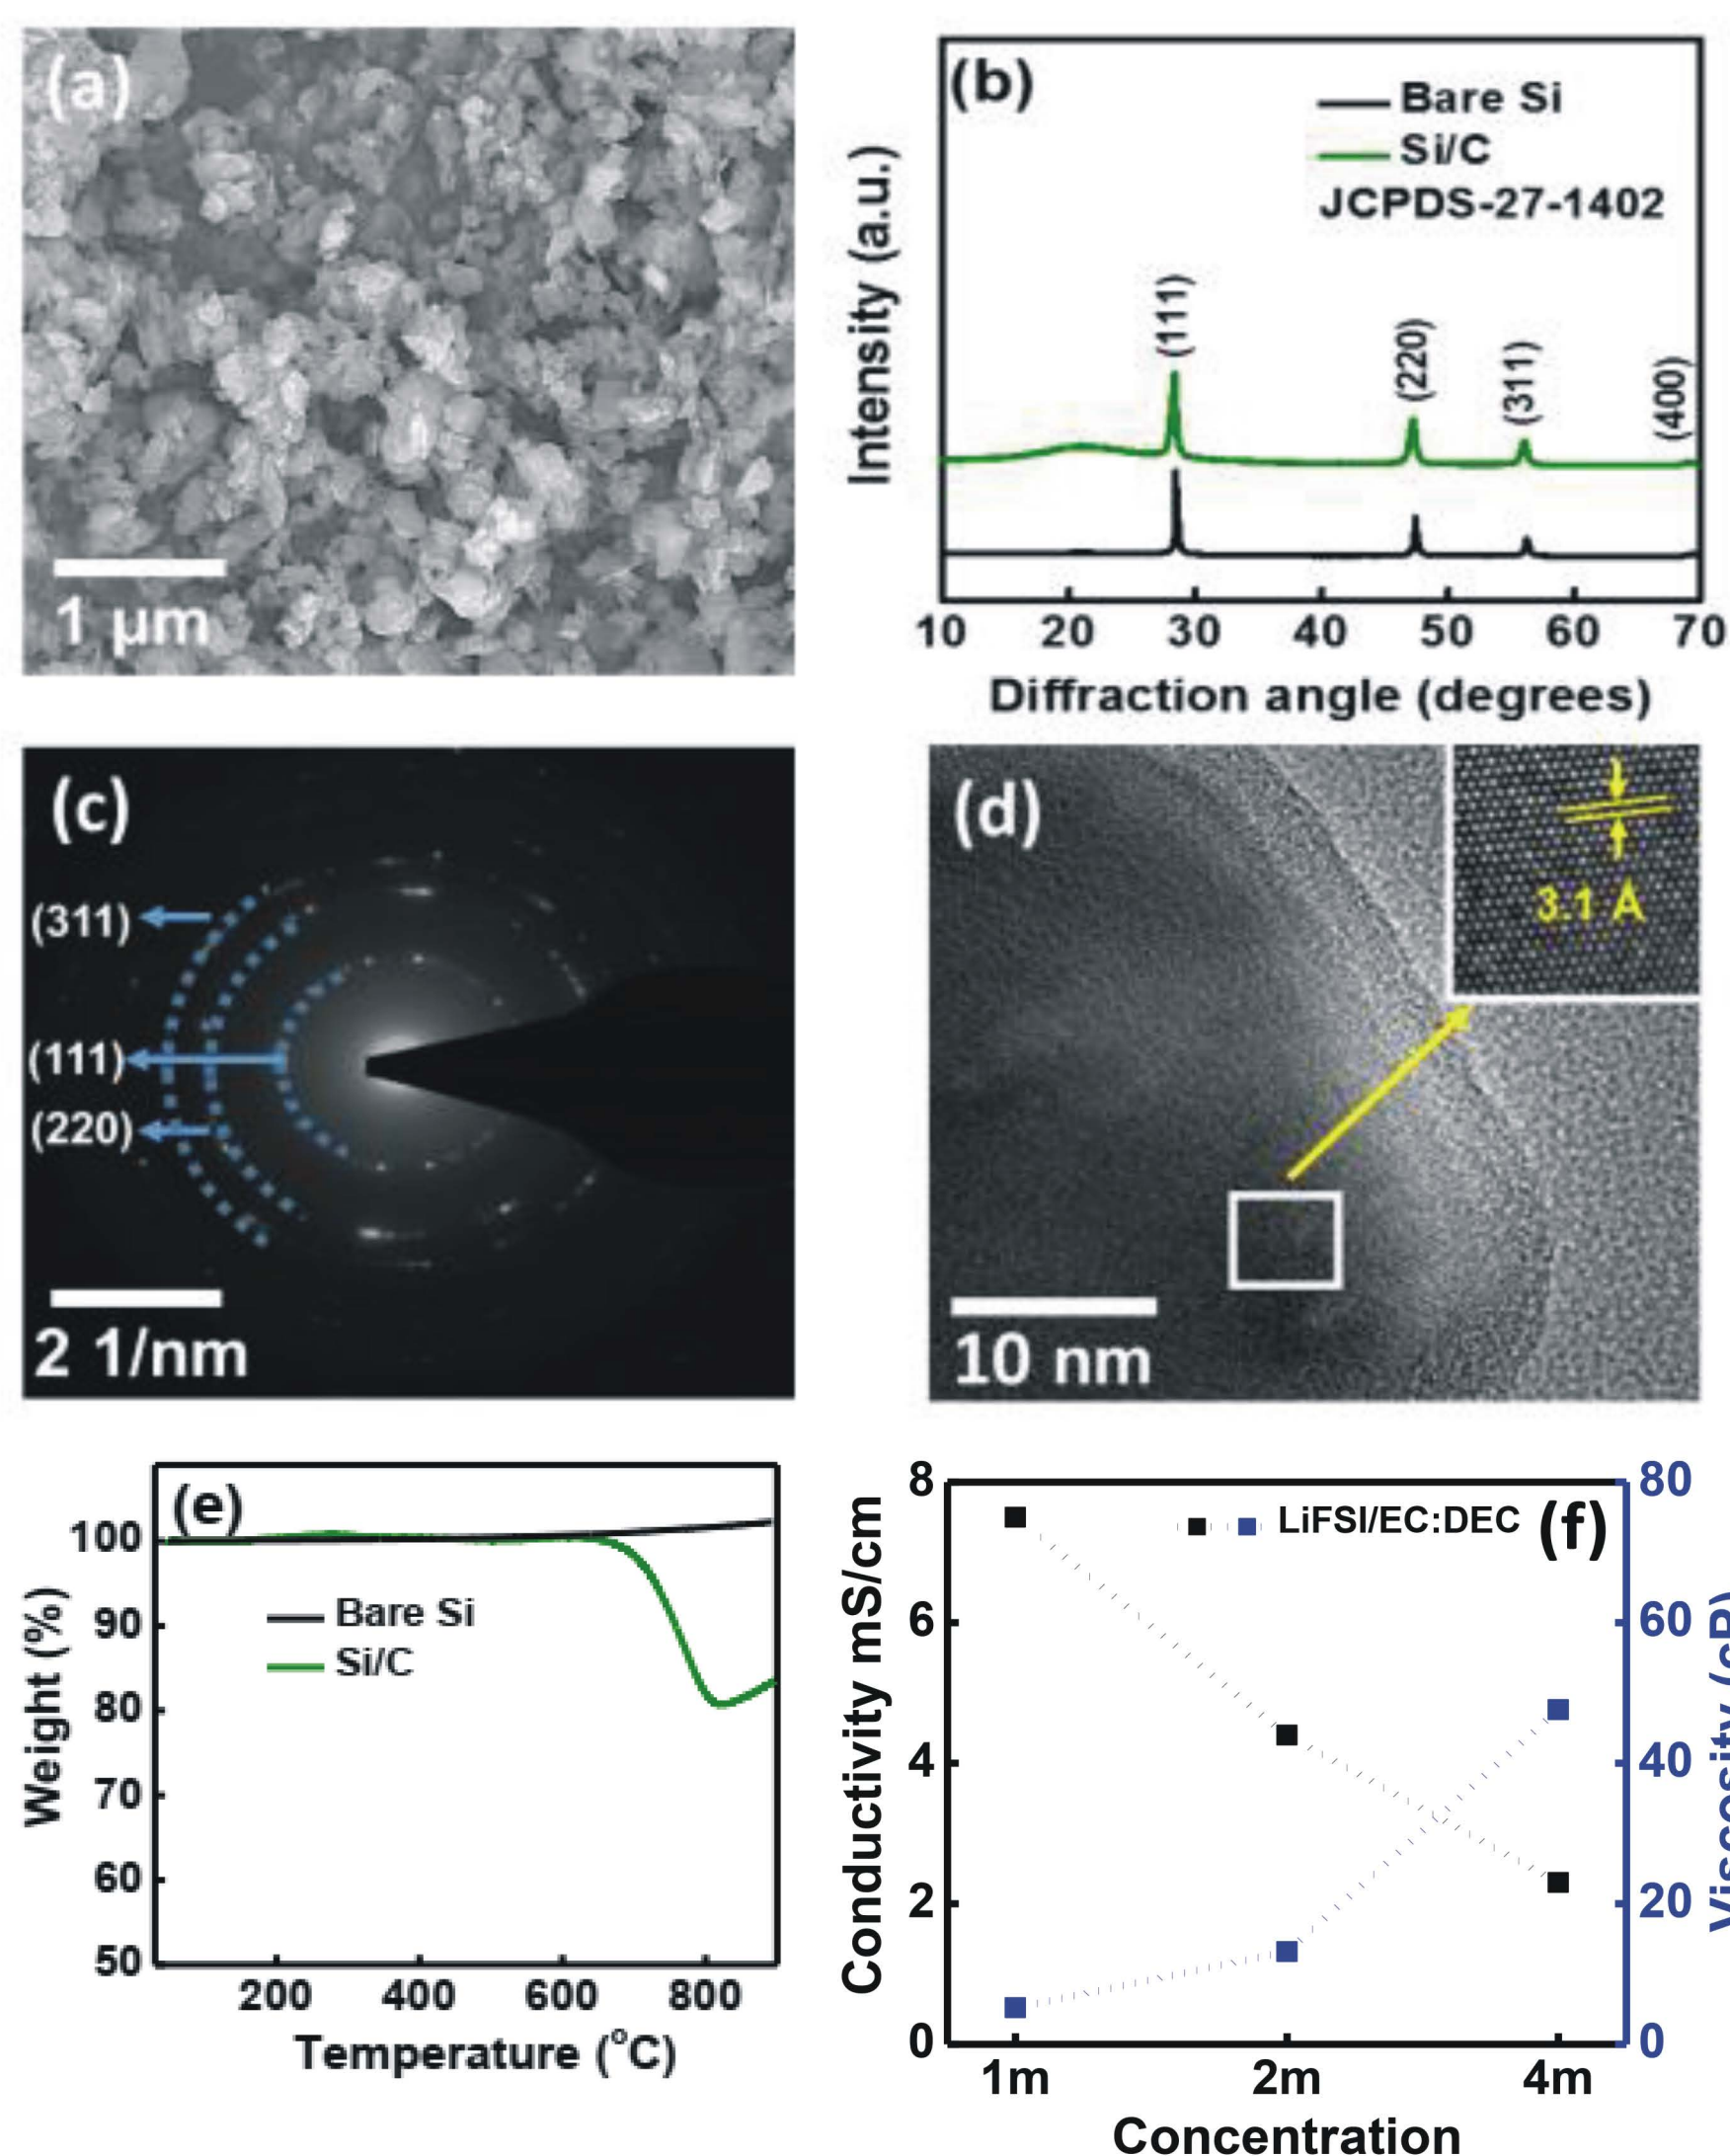 (a)
1 μm
(b)
Bare Si
Si/C
JCPDS-27-1402
Intensity (a.u.)
(111)
(220)
(311)
(400)
10 20 30 40 50 60 70
Diffraction angle (degrees)
(c)
(311)
(111)
(220)
2 1/nm
(d)
3.1 A
10 nm
(e)
Weight (%)
100
90
80
70
60
50
Bare Si
Si/C
200 400 600 800
Temperature (°C)
(f)
LiFSI/EC:DEC
Conductivity mS/cm
8
6
4
2
0
80
60
40
20
0
1m 2m 4m
Concentration